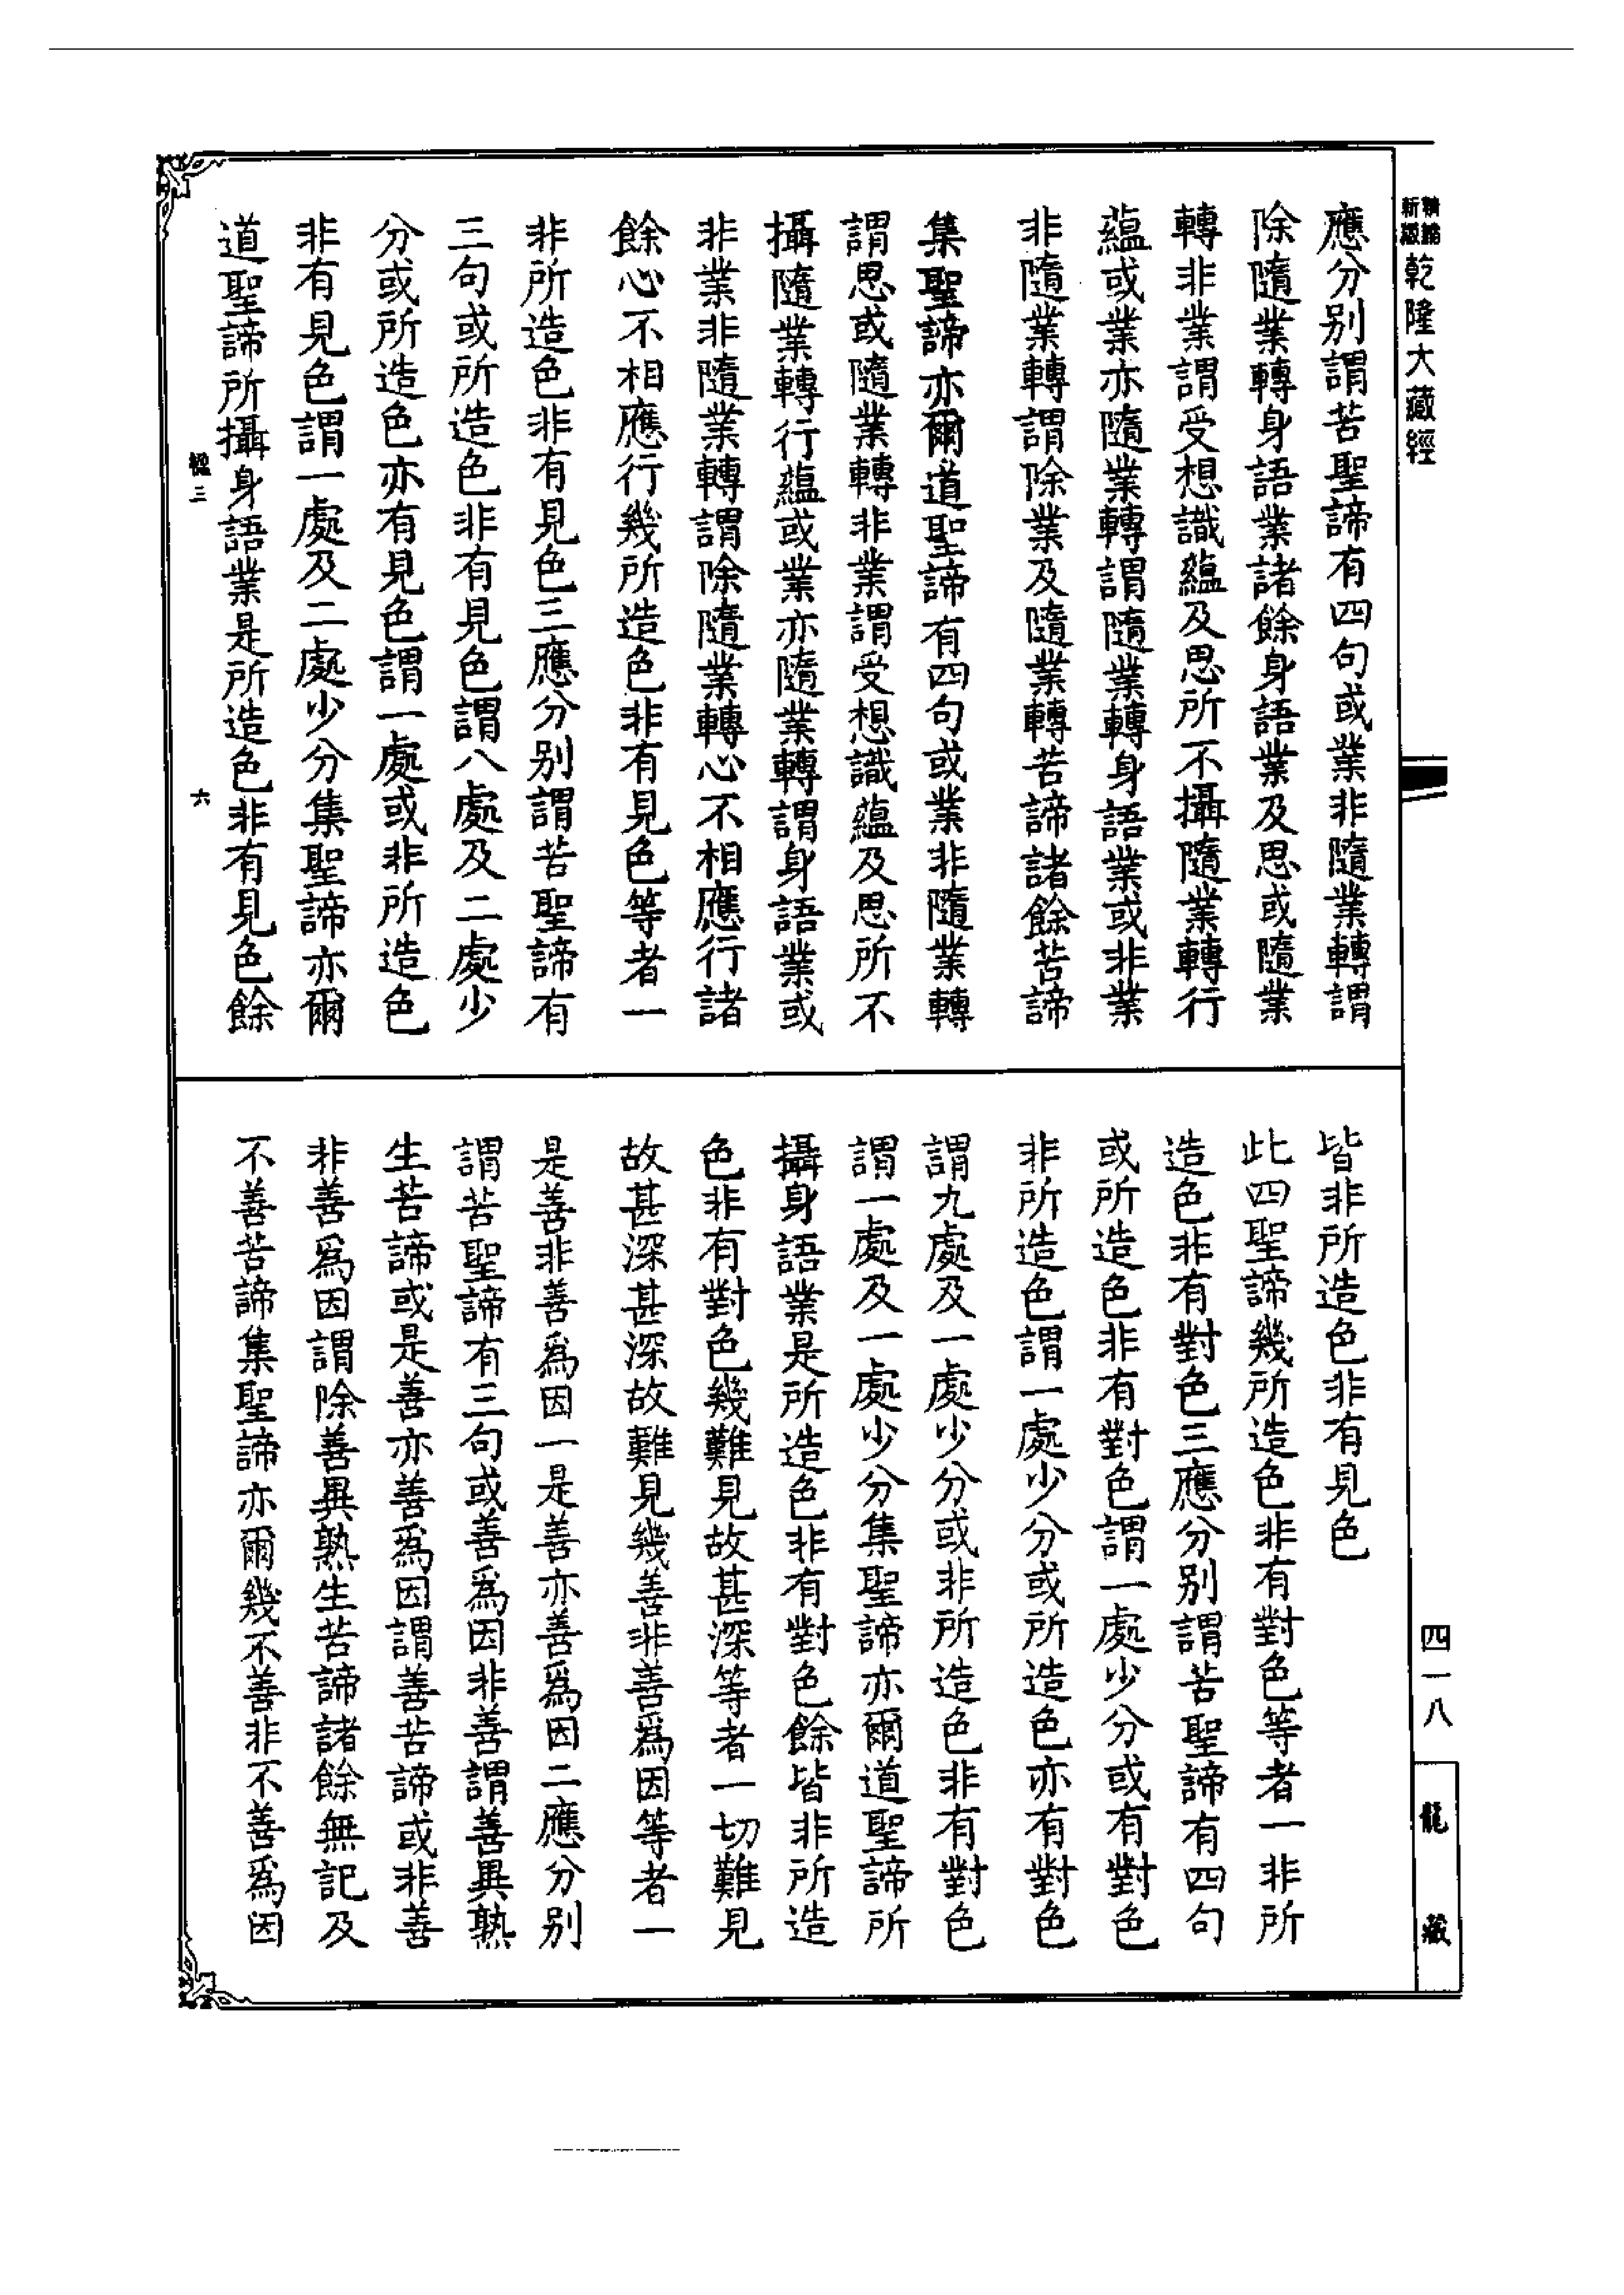 乾隆大藏經
應分別謂苦聖諦有四句或業非隨業轉謂
除隨業轉身語業諸餘身語業及思或隨業
轉非業謂受想識蘊及思所不攝隨業轉行
蘊或業亦隨業轉謂隨業轉身語業或非業
非隨業轉謂除業及隨業轉苦諦諸餘苦諦
集聖諦亦爾道聖諦有四句或業非隨業轉
謂思或隨業轉非業謂受想識蘊及思所不
攝隨業轉行蘊或業亦隨業轉謂身語業或
非業非隨業轉謂除隨業轉心不相應行諸
餘心不相應行幾所造色非有見色等者一
非所造色非有見色三應分別謂苦聖諦有
三句或所造色非有見色謂八處及二處少
分或所造色亦有見色謂一處或非所造色
非有見色謂一處及二處少分集聖諦亦爾
道聖諦所攝身語業是所造色非有見色餘
三
六
皆非所造色非有見色
此四聖諦幾所造色非有對色等者一非所
造色非有對色三應分別謂苦聖諦有四句
或所造色非有對色謂一處少分或有對色
非所造色謂一處少分或所造色亦有對色
謂九處及一處少分或非所造色非有對色
謂一處及一處少分集聖諦亦爾道聖諦所
攝身語業是所造色非有對色餘皆非所造
色非有對色幾難見故甚深等者一切難見
故甚深甚深故難見幾善非善爲因等者一
是善非善爲因一是善亦善爲因二應分別
謂苦聖諦有三句或善爲因非善謂善異熟
生苦諦或是善亦善爲因謂善苦諦或非善
非善爲因謂除善異熟生苦諦諸餘無記及
不善苦諦集聖諦亦爾幾不善非不善爲因
四一八
龍藏